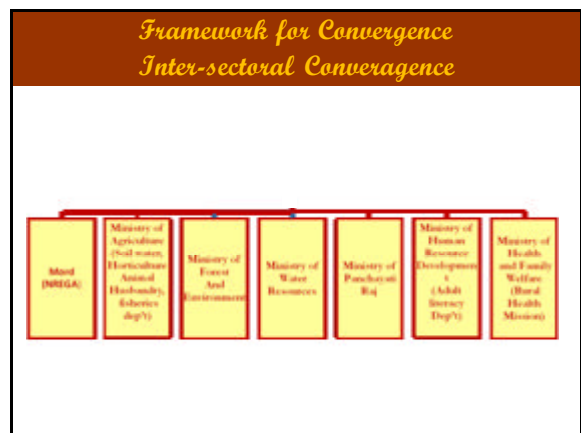 Framework for Convergence
Inter-sectoral Converagence
Mord
(NREGA)
Ministry of
Agriculture
(Soil water,
Horticulture
Animal
Husbandry,
fisheries
dep't)
Ministry of
Forest
And
Environment
Ministry of
Water
Resources
Ministry of
Panchayati
Raj
Ministry of
Human
Resource
Developmen
t
(Adult
literacy
Dep't)
Ministry of
Health
and Family
Welfare
(Rural
Health
Mission)